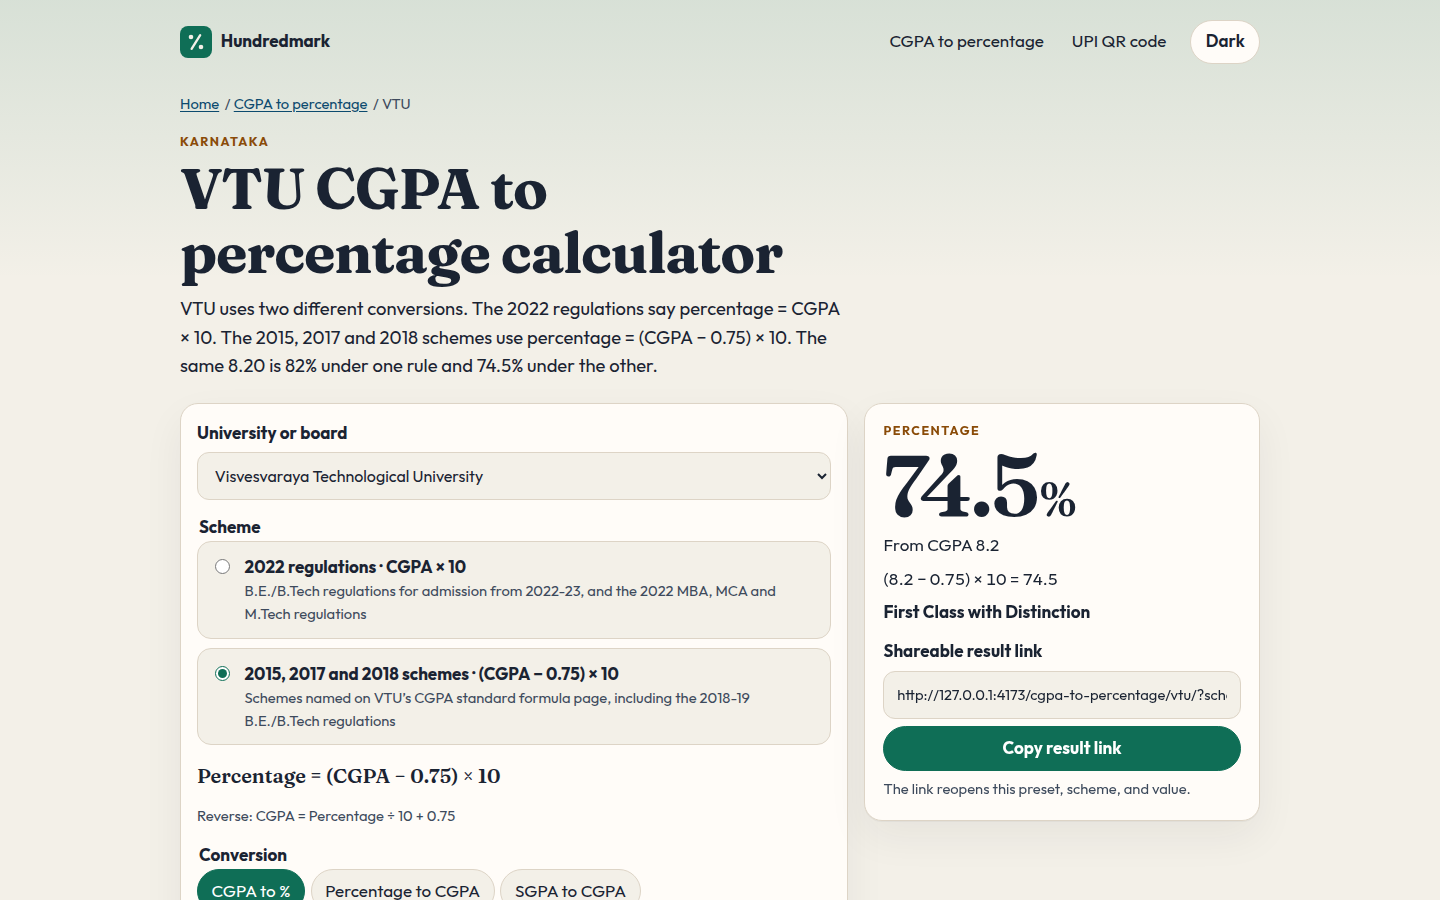 Hundredmark
CGPA to percentage
UPI QR code
Dark
Home / CGPA to percentage / VTU
KARNATAKA
VTU CGPA to
percentage calculator
VTU uses two different conversions. The 2022 regulations say percentage = CGPA
× 10. The 2015, 2017 and 2018 schemes use percentage = (CGPA − 0.75) × 10. The
same 8.20 is 82% under one rule and 74.5% under the other.
University or board
Visvesvaraya Technological University
Scheme
2022 regulations · CGPA × 10
B.E./B.Tech regulations for admission from 2022-23, and the 2022 MBA, MCA and
M.Tech regulations
2015, 2017 and 2018 schemes · (CGPA − 0.75) × 10
Schemes named on VTU’s CGPA standard formula page, including the 2018-19
B.E./B.Tech regulations
Percentage = (CGPA − 0.75) × 10
Reverse: CGPA = Percentage ÷ 10 + 0.75
Conversion
CGPA to %
Percentage to CGPA
SGPA to CGPA
PERCENTAGE
74.5%
From CGPA 8.2
(8.2 − 0.75) × 10 = 74.5
First Class with Distinction
Shareable result link
http://127.0.0.1:4173/cgpa-to-percentage/vtu/?sch
Copy result link
The link reopens this preset, scheme, and value.